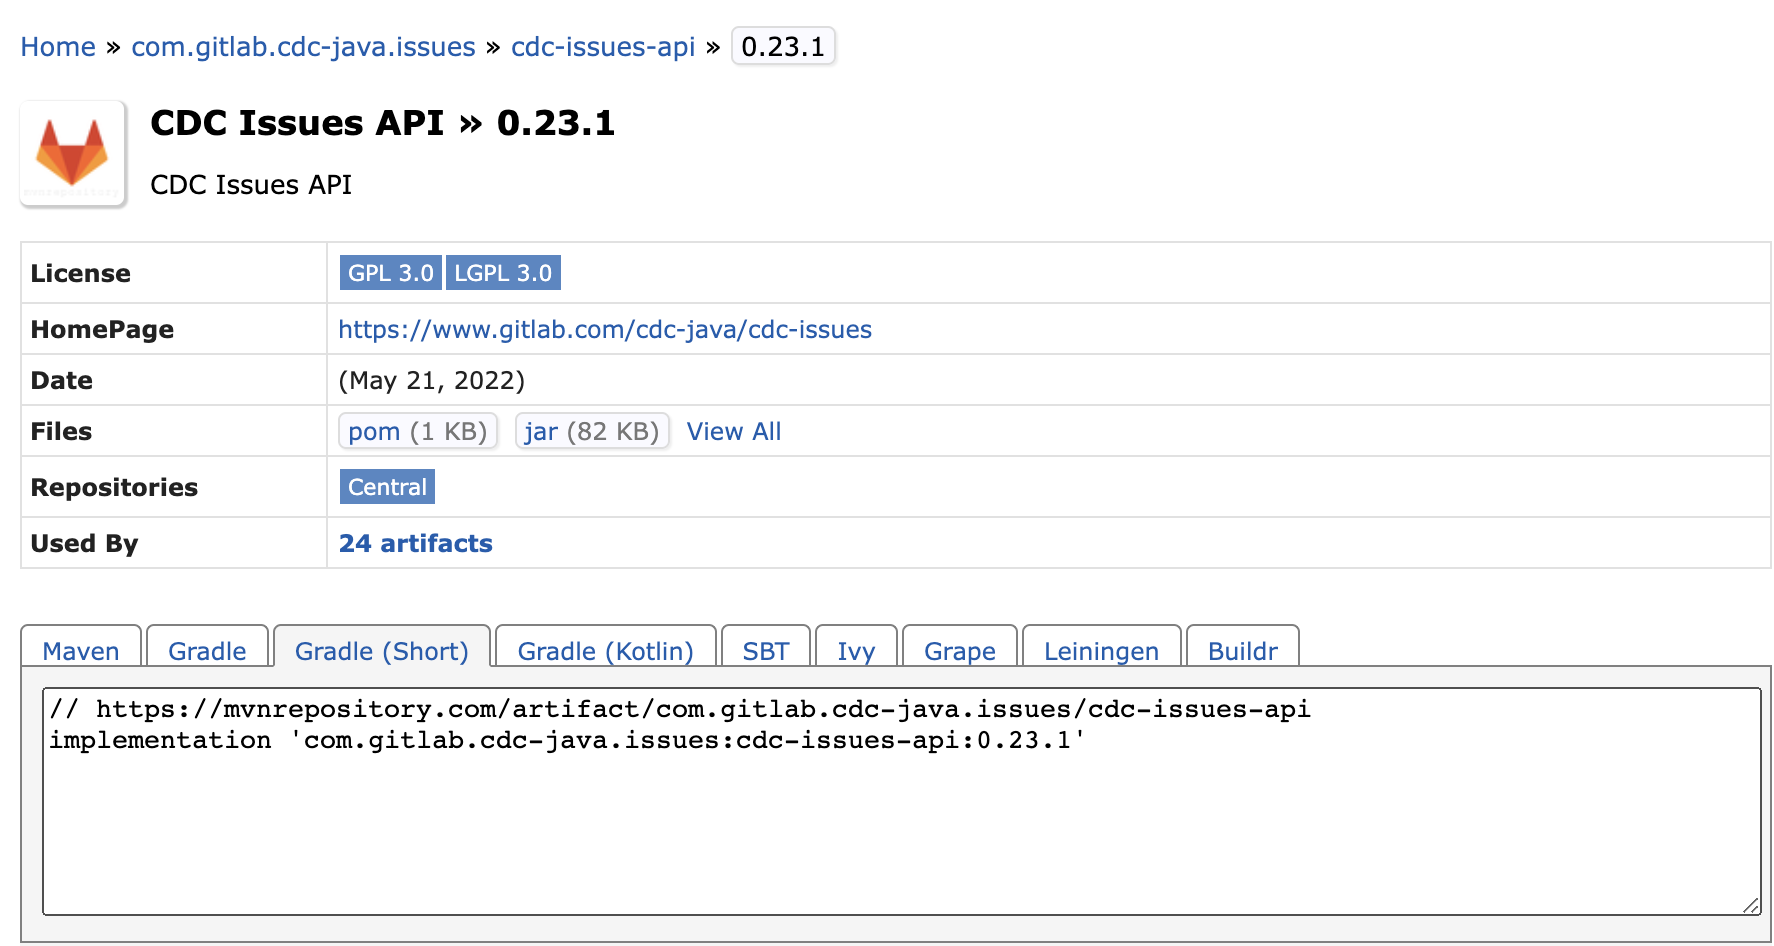 Home » com.gitlab.cdc-java.issues » cdc-issues-api » 0.23.1
CDC Issues API » 0.23.1
mvnrepository
CDC Issues API
License GPL 3.0 LGPL 3.0
HomePage https://www.gitlab.com/cdc-java/cdc-issues
Date (May 21, 2022)
Files pom (1 KB) jar (82 KB) View All
Repositories Central
Used By 24 artifacts
Maven Gradle Gradle (Short) Gradle (Kotlin) SBT Ivy Grape Leiningen Buildr
// https://mvnrepository.com/artifact/com.gitlab.cdc-java.issues/cdc-issues-api
implementation 'com.gitlab.cdc-java.issues:cdc-issues-api:0.23.1'